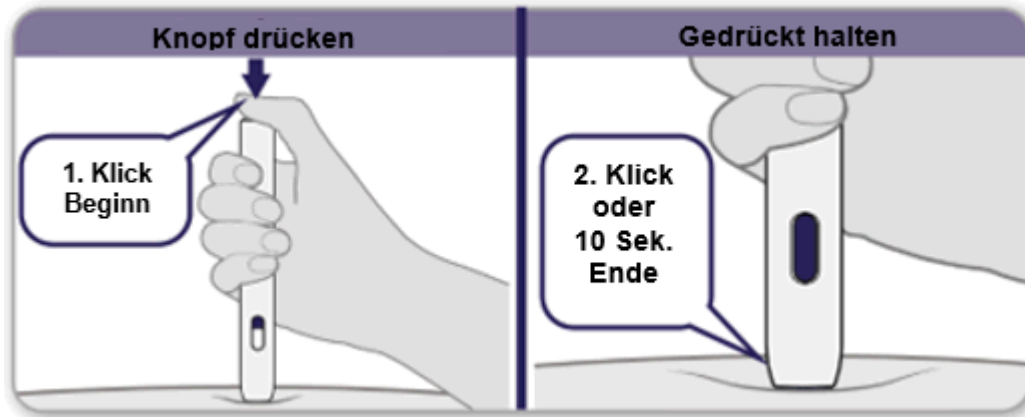 Knopf drücken
1. Klick
Beginn
Gedrückt halten
2. Klick
oder
10 Sek.
Ende